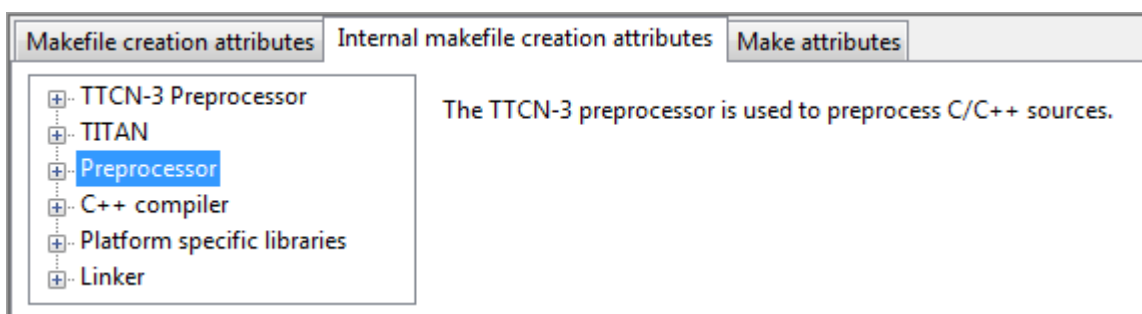 Makefile creation attributes Internal makefile creation attributes Make attributes
TTCN-3 Preprocessor
TITAN
Preprocessor
C++ compiler
Platform specific libraries
Linker
The TTCN-3 preprocessor is used to preprocess C/C++ sources.